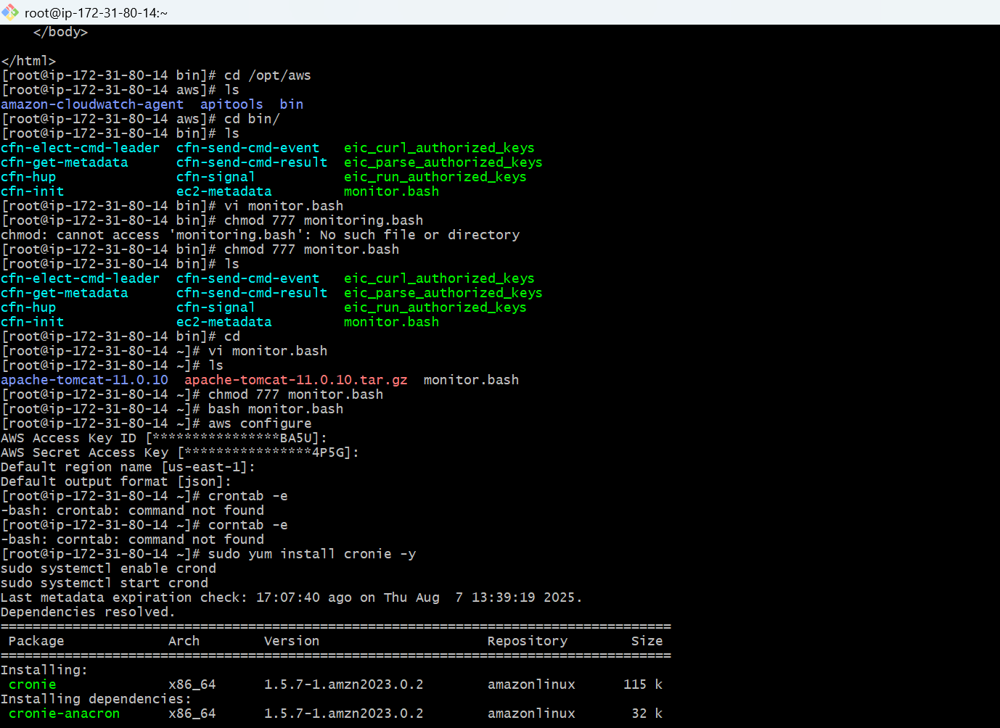 root@ip-172-31-80-14:~
    </body>
</html>
[root@ip-172-31-80-14 bin]# cd /opt/aws
[root@ip-172-31-80-14 aws]# ls
amazon-cloudwatch-agent  apitools  bin
[root@ip-172-31-80-14 aws]# cd bin/
[root@ip-172-31-80-14 bin]# ls
cfn-elect-cmd-leader  cfn-send-cmd-event   eic_curl_authorized_keys
cfn-get-metadata      cfn-send-cmd-result  eic_parse_authorized_keys
cfn-hup               cfn-signal           eic_run_authorized_keys
cfn-init              ec2-metadata         monitor.bash
[root@ip-172-31-80-14 bin]# vi monitor.bash
[root@ip-172-31-80-14 bin]# chmod 777 monitoring.bash
chmod: cannot access 'monitoring.bash': No such file or directory
[root@ip-172-31-80-14 bin]# chmod 777 monitor.bash
[root@ip-172-31-80-14 bin]# ls
cfn-elect-cmd-leader  cfn-send-cmd-event   eic_curl_authorized_keys
cfn-get-metadata      cfn-send-cmd-result  eic_parse_authorized_keys
cfn-hup               cfn-signal           eic_run_authorized_keys
cfn-init              ec2-metadata         monitor.bash
[root@ip-172-31-80-14 bin]# cd
[root@ip-172-31-80-14 ~]# vi monitor.bash
[root@ip-172-31-80-14 ~]# ls
apache-tomcat-11.0.10  apache-tomcat-11.0.10.tar.gz  monitor.bash
[root@ip-172-31-80-14 ~]# chmod 777 monitor.bash
[root@ip-172-31-80-14 ~]# bash monitor.bash
[root@ip-172-31-80-14 ~]# aws configure
AWS Access Key ID [****************BA5U]:
AWS Secret Access Key [****************4P5G]:
Default region name [us-east-1]:
Default output format [json]:
[root@ip-172-31-80-14 ~]# crontab -e
-bash: crontab: command not found
[root@ip-172-31-80-14 ~]# corntab -e
-bash: corntab: command not found
[root@ip-172-31-80-14 ~]# sudo yum install cronie -y
sudo systemctl enable crond
sudo systemctl start crond
Last metadata expiration check: 17:07:40 ago on Thu Aug  7 13:39:19 2025.
Dependencies resolved.
====================================================================================
 Package             Arch        Version                     Repository        Size
====================================================================================
Installing:
 cronie              x86_64      1.5.7-1.amzn2023.0.2        amazonlinux      115 k
Installing dependencies:
 cronie-anacron      x86_64      1.5.7-1.amzn2023.0.2        amazonlinux       32 k